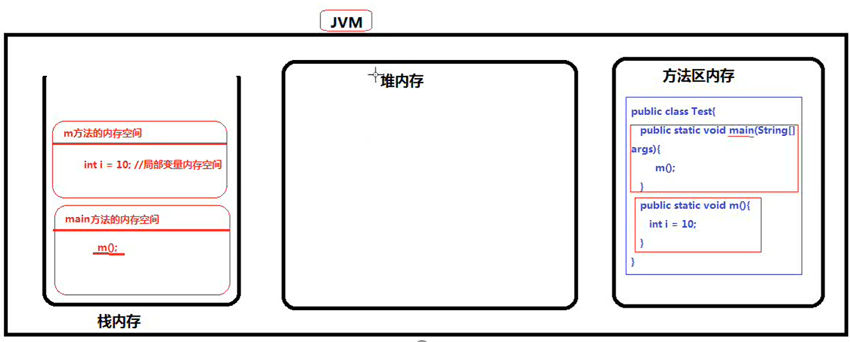 JVM
m方法的内存空间
int i = 10; //局部变量内存空间
main方法的内存空间
m();
栈内存
堆内存
方法区内存
public class Test{
public static void main(String[]
args){
m();
}
public static void m(){
int i = 10;
}
}